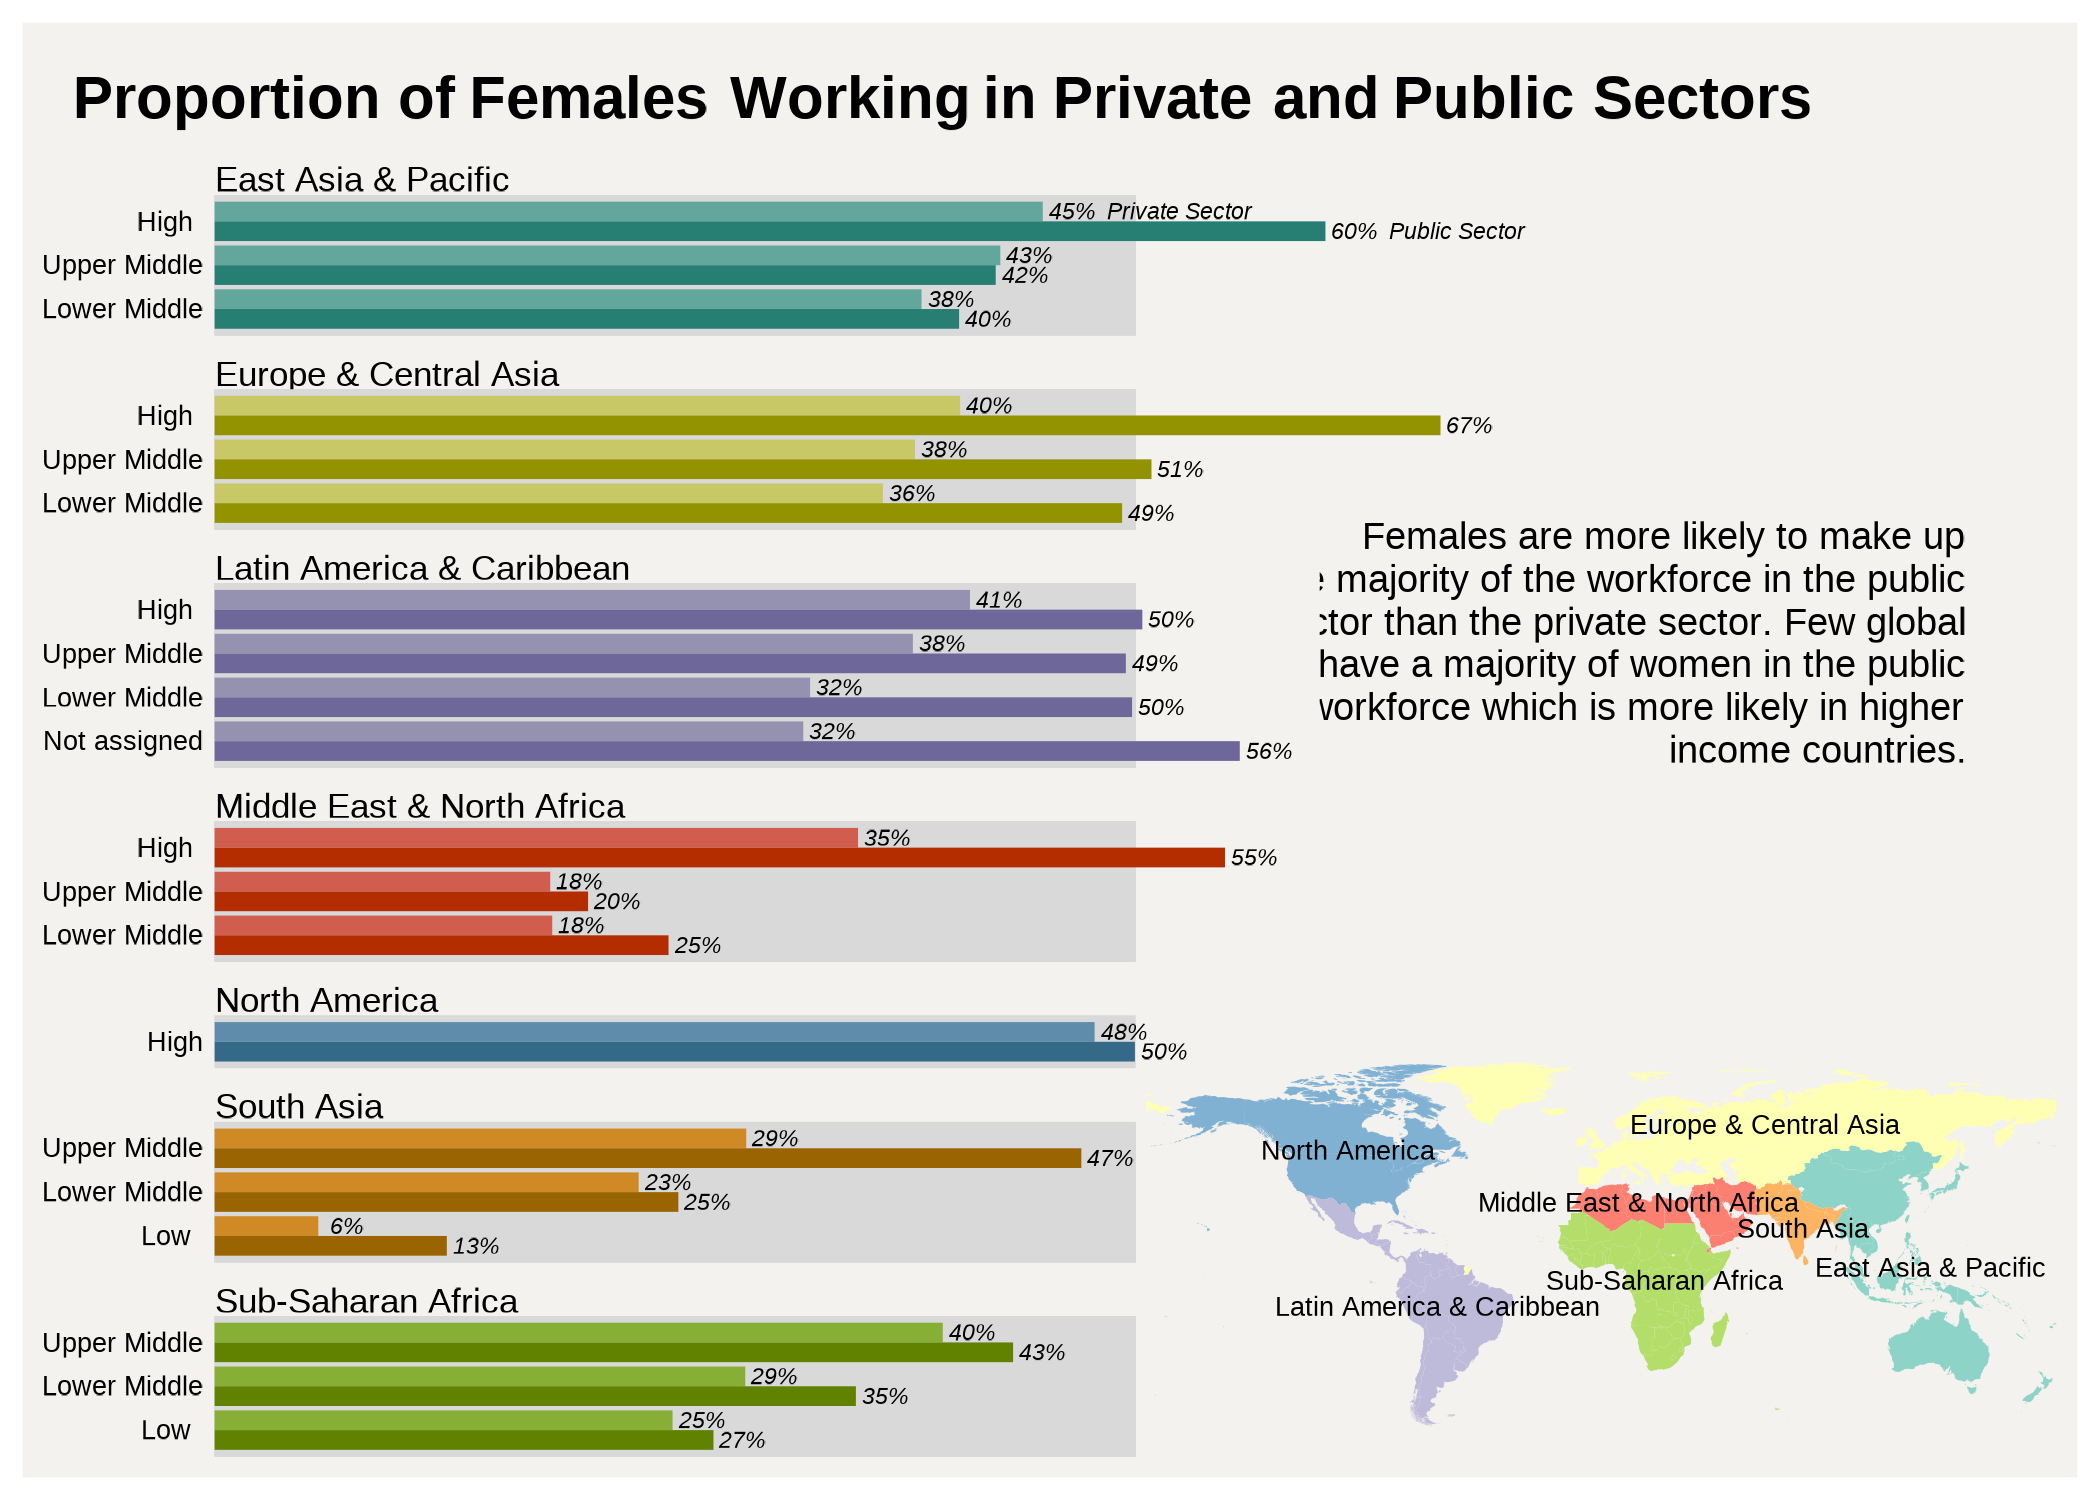 Proportion of Females Working in Private and Public Sectors
East Asia & Pacific
High 45% Private Sector
60% Public Sector
Upper Middle 43%
42%
Lower Middle 38%
40%
Europe & Central Asia
High 40%
67%
Upper Middle 38%
51%
Lower Middle 36%
49%
Latin America & Caribbean
High 41%
50%
Upper Middle 38%
49%
Lower Middle 32%
50%
Not assigned 32%
56%
Middle East & North Africa
High 35%
55%
Upper Middle 18%
20%
Lower Middle 18%
25%
North America
High 48%
50%
South Asia
Upper Middle 29%
47%
Lower Middle 23%
25%
Low 6%
13%
Sub-Saharan Africa
Upper Middle 40%
43%
Lower Middle 29%
35%
Low 25%
27%
Females are more likely to make up
majority of the workforce in the public
ctor than the private sector. Few global
have a majority of women in the public
workforce which is more likely in higher
income countries.
Europe & Central Asia
North America
Middle East & North Africa
South Asia
East Asia & Pacific
Sub-Saharan Africa
Latin America & Caribbean